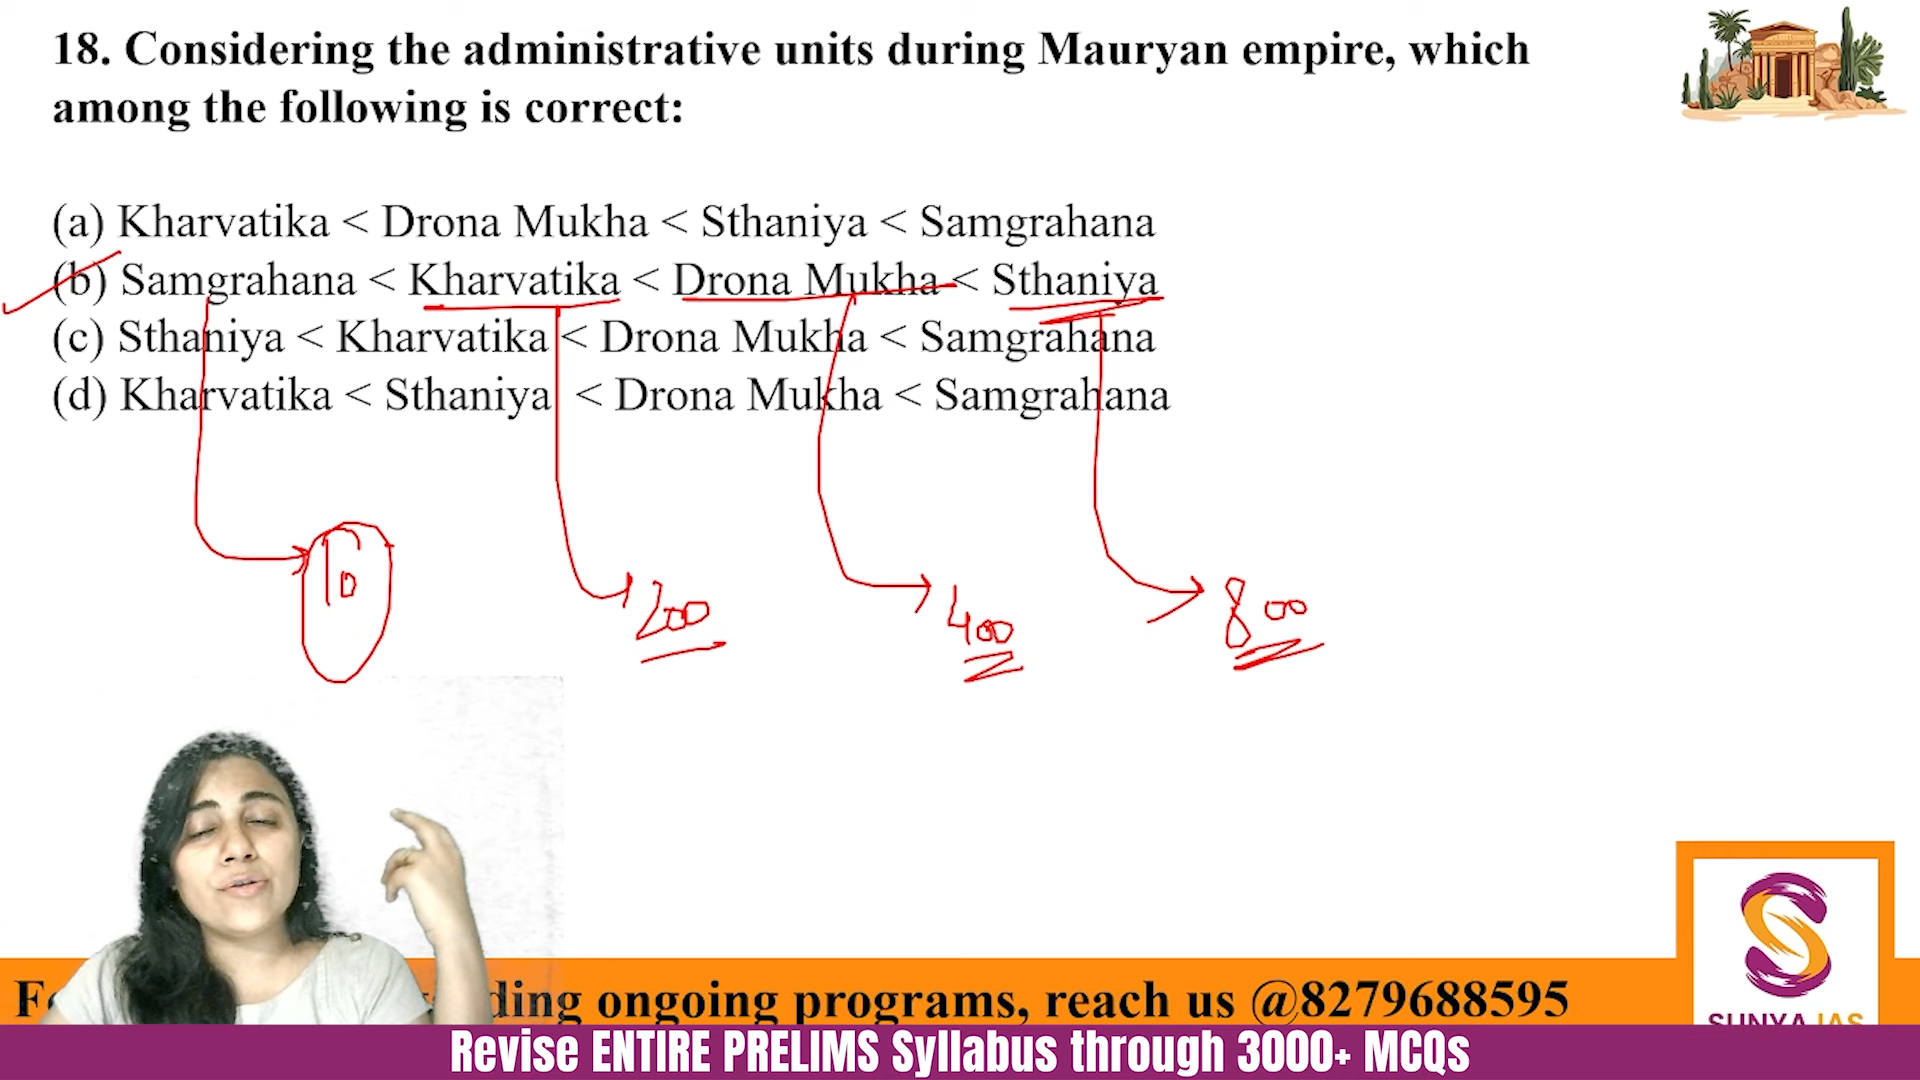 18. Considering the administrative units during Mauryan empire, which
among the following is correct:
(a) Kharvatika < Drona Mukha < Sthaniya < Samgrahana
(b) Samgrahana < Kharvatika < Drona Mukha < Sthaniya
(c) Sthaniya < Kharvatika < Drona Mukha < Samgrahana
(d) Kharvatika < Sthaniya < Drona Mukha < Samgrahana
10
200
400
800
ongoing programs, reach us @8279688595
SUNYA IAS
Revise ENTIRE PRELIMS Syllabus through 3000+ MCQs